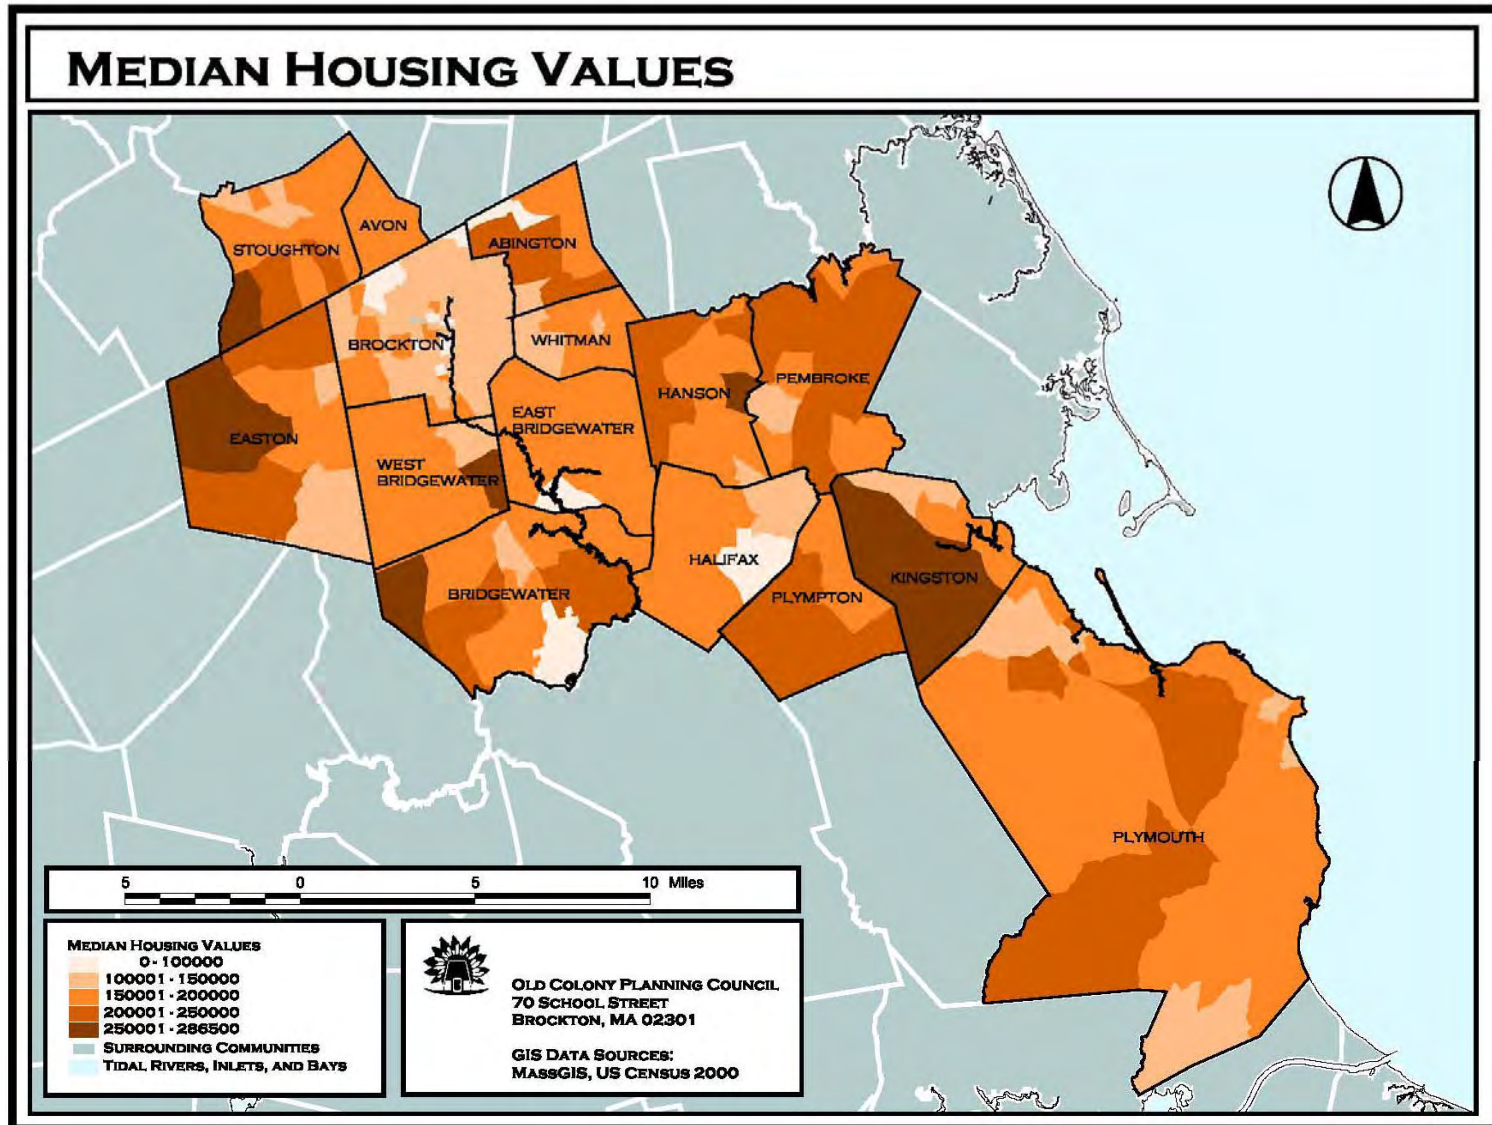 MEDIAN HOUSING VALUES
STOUGHTON
AVON
ABINGTON
BROCKTON
WHITMAN
HANSON
PEMBROKE
EASTON
EAST
BRIDGEWATER
WEST
BRIDGEWATER
BRIDGEWATER
HALIFAX
PLYMPTON
KINGSTON
PLYMOUTH
5 0 5 10 Miles
MEDIAN HOUSING VALUES
0 - 100000
100001 - 150000
150001 - 200000
200001 - 250000
250001 - 286500
SURROUNDING COMMUNITIES
TIDAL RIVERS, INLETS, AND BAYS
OLD COLONY PLANNING COUNCIL
70 SCHOOL STREET
BROCKTON, MA 02301
GIS DATA SOURCES:
MASSGIS, US CENSUS 2000